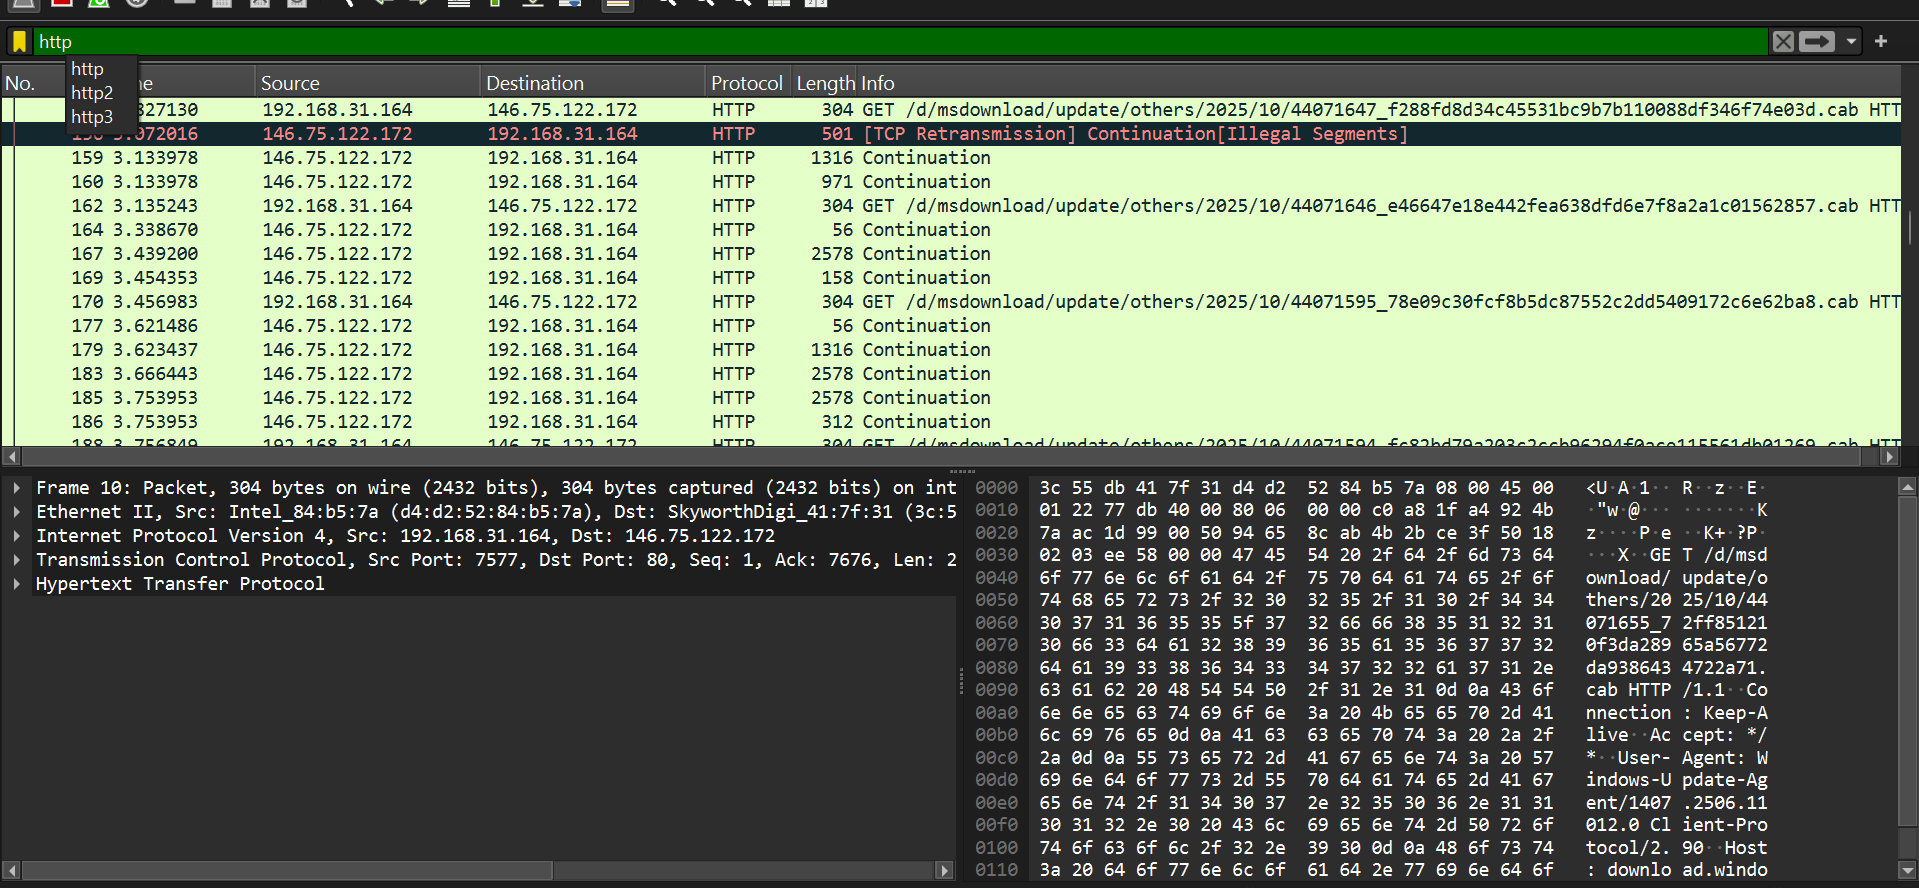 http
http
http2
http3
No. me Source Destination Protocol Length Info
827130 192.168.31.164 146.75.122.172 HTTP 304 GET /d/msdownload/update/others/2025/10/44071647_f288fd8d34c45531bc9b7b110088df346f74e03d.cab HTT
3.072016 146.75.122.172 192.168.31.164 HTTP 501 [TCP Retransmission] Continuation[Illegal Segments]
159 3.133978 146.75.122.172 192.168.31.164 HTTP 1316 Continuation
160 3.133978 146.75.122.172 192.168.31.164 HTTP 971 Continuation
162 3.135243 192.168.31.164 146.75.122.172 HTTP 304 GET /d/msdownload/update/others/2025/10/44071646_e46647e18e442fea638dfd6e7f8a2a1c01562857.cab HTT
164 3.338670 146.75.122.172 192.168.31.164 HTTP 56 Continuation
167 3.439200 146.75.122.172 192.168.31.164 HTTP 2578 Continuation
169 3.454353 146.75.122.172 192.168.31.164 HTTP 158 Continuation
170 3.456983 192.168.31.164 146.75.122.172 HTTP 304 GET /d/msdownload/update/others/2025/10/44071595_78e09c30fcf8b5dc87552c2dd5409172c6e62ba8.cab HTT
177 3.621486 146.75.122.172 192.168.31.164 HTTP 56 Continuation
179 3.623437 146.75.122.172 192.168.31.164 HTTP 1316 Continuation
183 3.666443 146.75.122.172 192.168.31.164 HTTP 2578 Continuation
185 3.753953 146.75.122.172 192.168.31.164 HTTP 2578 Continuation
186 3.753953 146.75.122.172 192.168.31.164 HTTP 312 Continuation
188 3.756849 192.168.31.164 146.75.122.172 HTTP 304 GET
Frame 10: Packet, 304 bytes on wire (2432 bits), 304 bytes captured (2432 bits) on int
Ethernet II, Src: Intel_84:b5:7a (d4:d2:52:84:b5:7a), Dst: SkyworthDigi_41:7f:31 (3c:5
Internet Protocol Version 4, Src: 192.168.31.164, Dst: 146.75.122.172
Transmission Control Protocol, Src Port: 7577, Dst Port: 80, Seq: 1, Ack: 7676, Len: 2
Hypertext Transfer Protocol
0000 3c 55 db 41 7f 31 d4 d2 52 84 b5 7a 08 00 45 00 <U·A·1·· R··z··E·
0010 01 22 77 db 40 00 80 06 00 00 c0 a8 1f a4 92 4b ·"w·@··· ·······K
0020 7a ac 1d 99 00 50 94 65 8c ab 4b 2b ce 3f 50 18 z····P·e ··K+·?P·
0030 02 03 ee 58 00 00 47 45 54 20 2f 64 2f 6d 73 64 ···X··GE T /d/msd
0040 6f 77 6e 6c 6f 61 64 2f 75 70 64 61 74 65 2f 6f ownload/ update/o
0050 74 68 65 72 73 2f 32 30 32 35 2f 31 30 2f 34 34 thers/20 25/10/44
0060 30 37 31 36 35 35 5f 37 32 66 66 38 35 31 32 31 071655_7 2ff85121
0070 30 66 33 64 61 32 38 39 36 35 61 35 36 37 37 32 0f3da289 65a56772
0080 64 61 39 33 38 36 34 33 34 37 32 32 61 37 31 2e da938643 4722a71.
0090 63 61 62 20 48 54 54 50 2f 31 2e 31 0d 0a 43 6f cab HTTP /1.1··Co
00a0 6e 6e 65 63 74 69 6f 6e 3a 20 4b 65 65 70 2d 41 nnection : Keep-A
00b0 6c 69 76 65 0d 0a 41 63 63 65 70 74 3a 20 2a 2f live··Ac cept: */
00c0 2a 0d 0a 55 73 65 72 2d 41 67 65 6e 74 3a 20 57 *··User- Agent: W
00d0 69 6e 64 6f 77 73 2d 55 70 64 61 74 65 2d 41 67 indows-U pdate-Ag
00e0 65 6e 74 2f 31 34 30 37 2e 32 35 30 36 2e 31 31 ent/1407 .2506.11
00f0 30 31 32 2e 30 20 43 6c 69 65 6e 74 2d 50 72 6f 012.0 Cl ient-Pro
0100 74 6f 63 6f 6c 2f 32 2e 39 30 0d 0a 48 6f 73 74 tocol/2. 90··Host
0110 3a 20 64 6f 77 6e 6c 6f 61 64 2e 77 69 6e 64 6f : downlo ad.windo